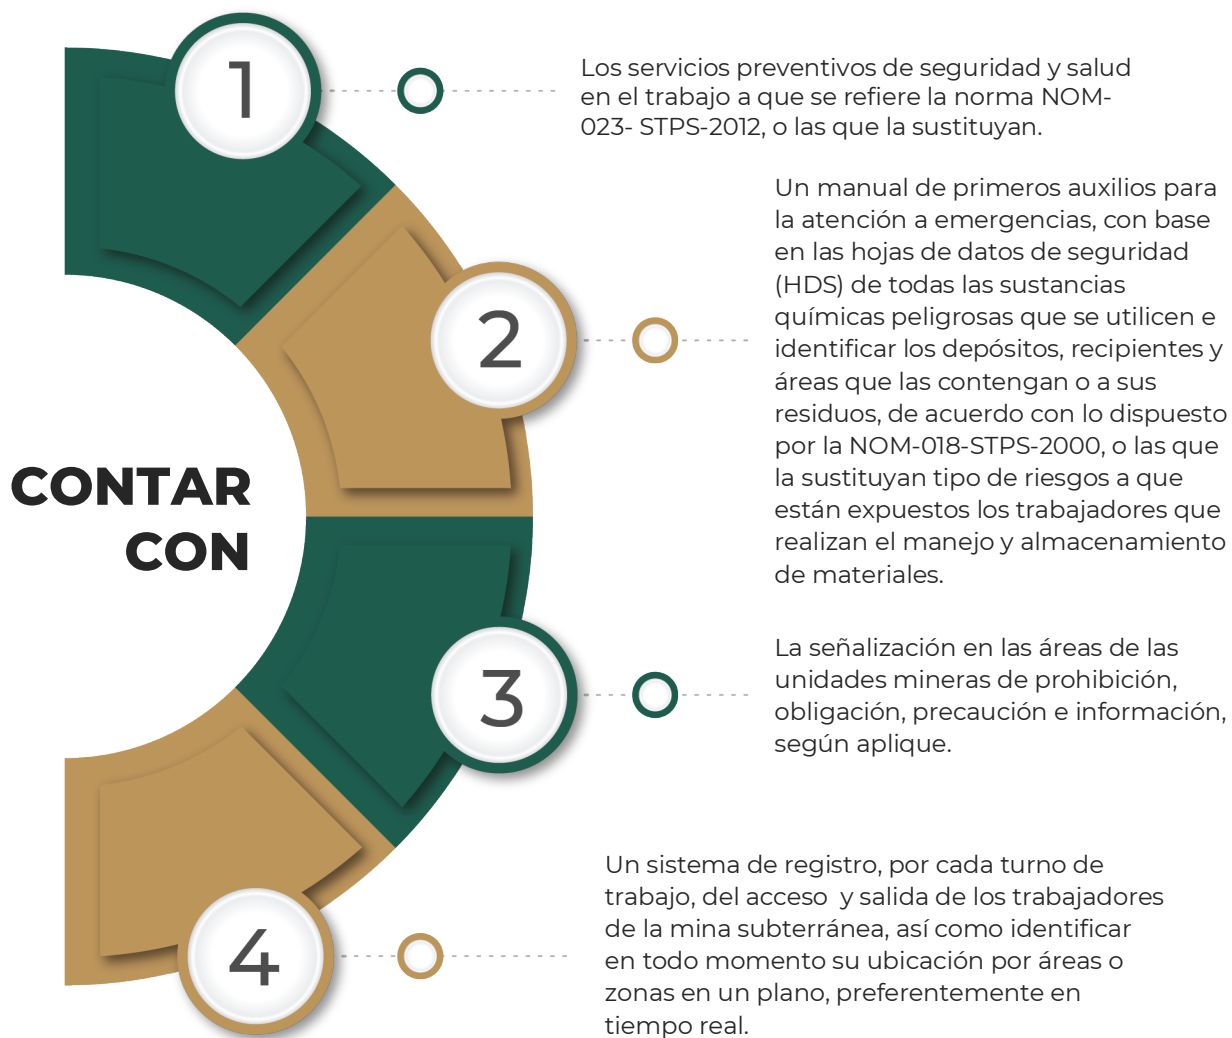 1
Los servicios preventivos de seguridad y salud
en el trabajo a que se refiere la norma NOM-
023- STPS-2012, o las que la sustituyan.
2
Un manual de primeros auxilios para
la atención a emergencias, con base
en las hojas de datos de seguridad
(HDS) de todas las sustancias
químicas peligrosas que se utilicen e
identificar los depósitos, recipientes y
áreas que las contengan o a sus
residuos, de acuerdo con lo dispuesto
por la NOM-018-STPS-2000, o las que
la sustituyan tipo de riesgos a que
están expuestos los trabajadores que
realizan el manejo y almacenamiento
de materiales.
CONTAR
CON
3
La señalización en las áreas de las
unidades mineras de prohibición,
obligación, precaución e información,
según aplique.
4
Un sistema de registro, por cada turno de
trabajo, del acceso  y salida de los trabajadores
de la mina subterránea, así como identificar
en todo momento su ubicación por áreas o
zonas en un plano, preferentemente en
tiempo real.